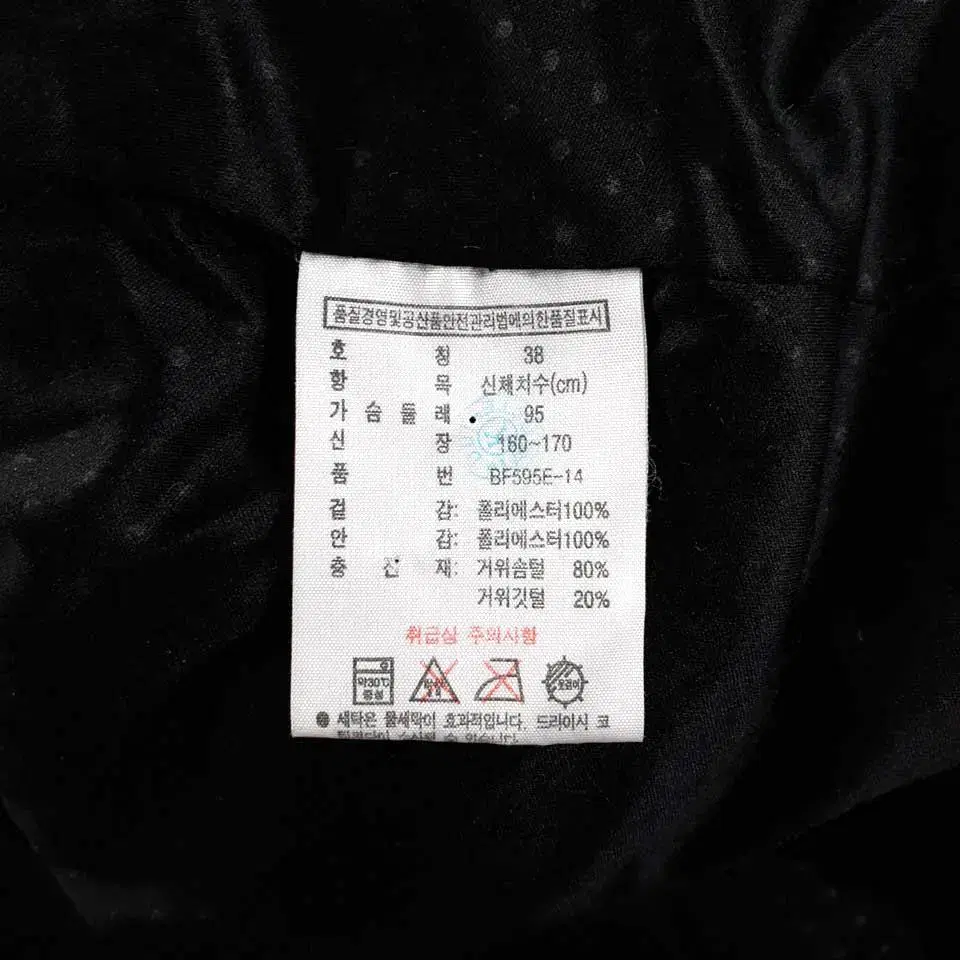 품질경영및공산품안전관리법에의한품질표시
호 칭 38
항 목 신체치수(cm)
가 슴 둘 레 95
신 장 160~170
품 번 BF595E-14
겉 감: 폴리에스터100%
안 감: 폴리에스터100%
충 진 재: 거위솜털 80%
거위깃털 20%
취급상 주의사항
약30℃
중성
옷걸이
세탁은 물세탁이 효과적입니다. 드라이시 코